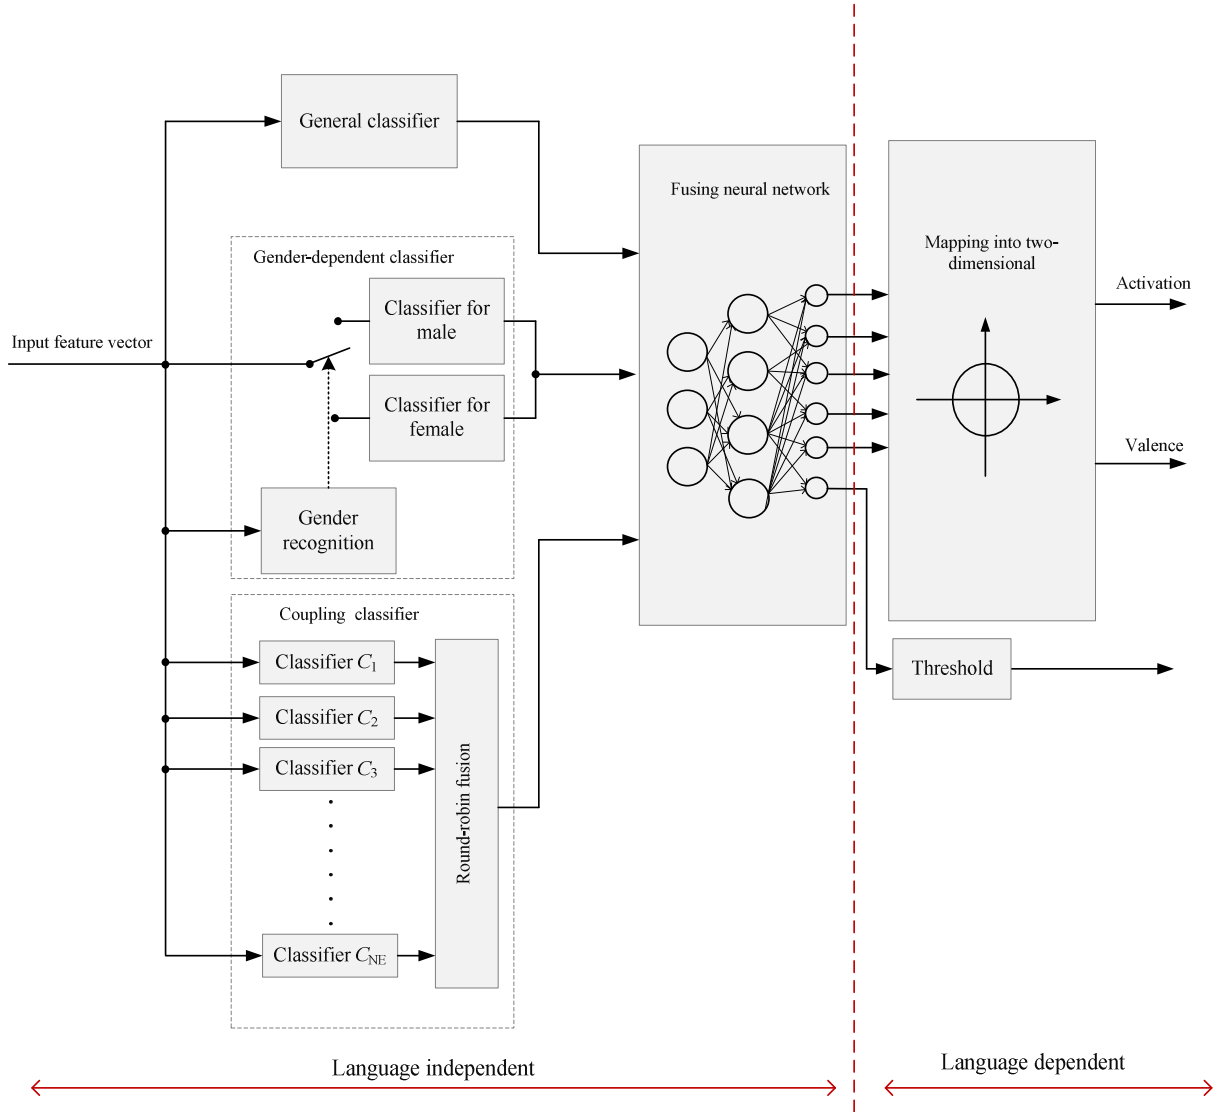 General classifier
Fusing neural network
Gender-dependent classifier
Mapping into two-
dimensional
Classifier for
male
Activation
Input feature vector
Classifier for
female
Valence
Gender
recognition
Coupling classifier
Classifier C1
Threshold
Classifier C2
Classifier C3
Round-robin fusion
Classifier CNE
Language independent
Language dependent